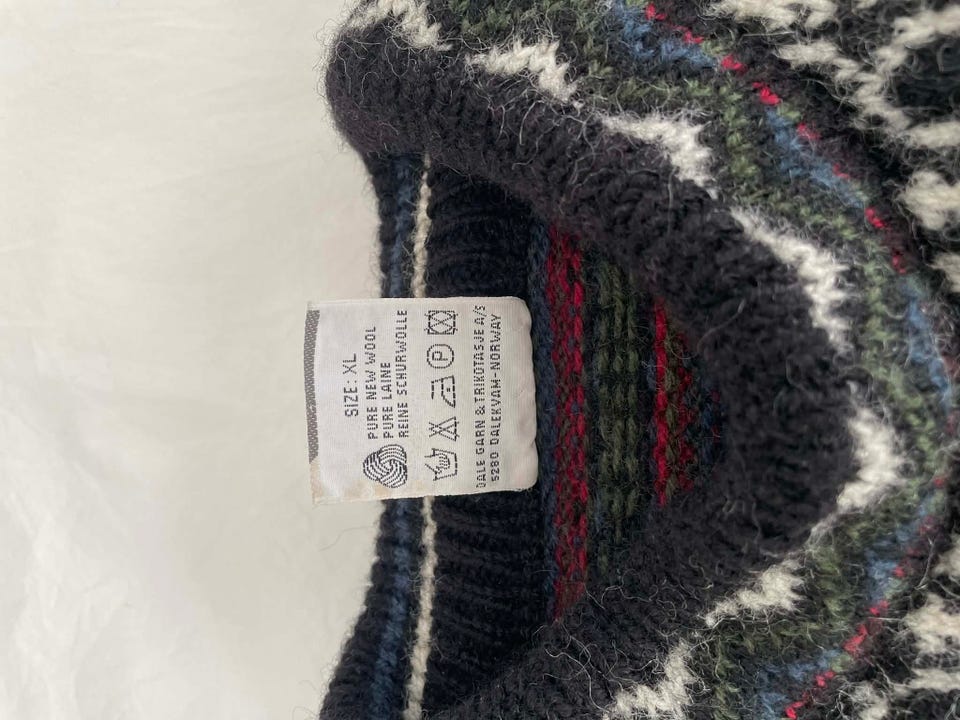 SIZE: XL
PURE NEW WOOL
PURE LAINE
REINE SCHURWOLLE
P
DALE GARN & TRIKOTASJE A/S
5280 DALEKVAM-NORWAY